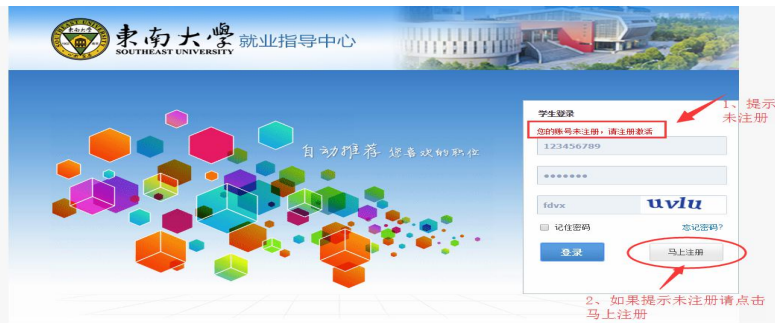 東南大學 就业指导中心
SOUTHEAST UNIVERSITY
自动推荐 您喜欢的职位
学生登录
1、提示
未注册
您的账号未注册，请注册激活
123456789
•••••••
fdvx uvlu
记住密码 忘记密码?
登录 马上注册
2、如果提示未注册请点击
马上注册